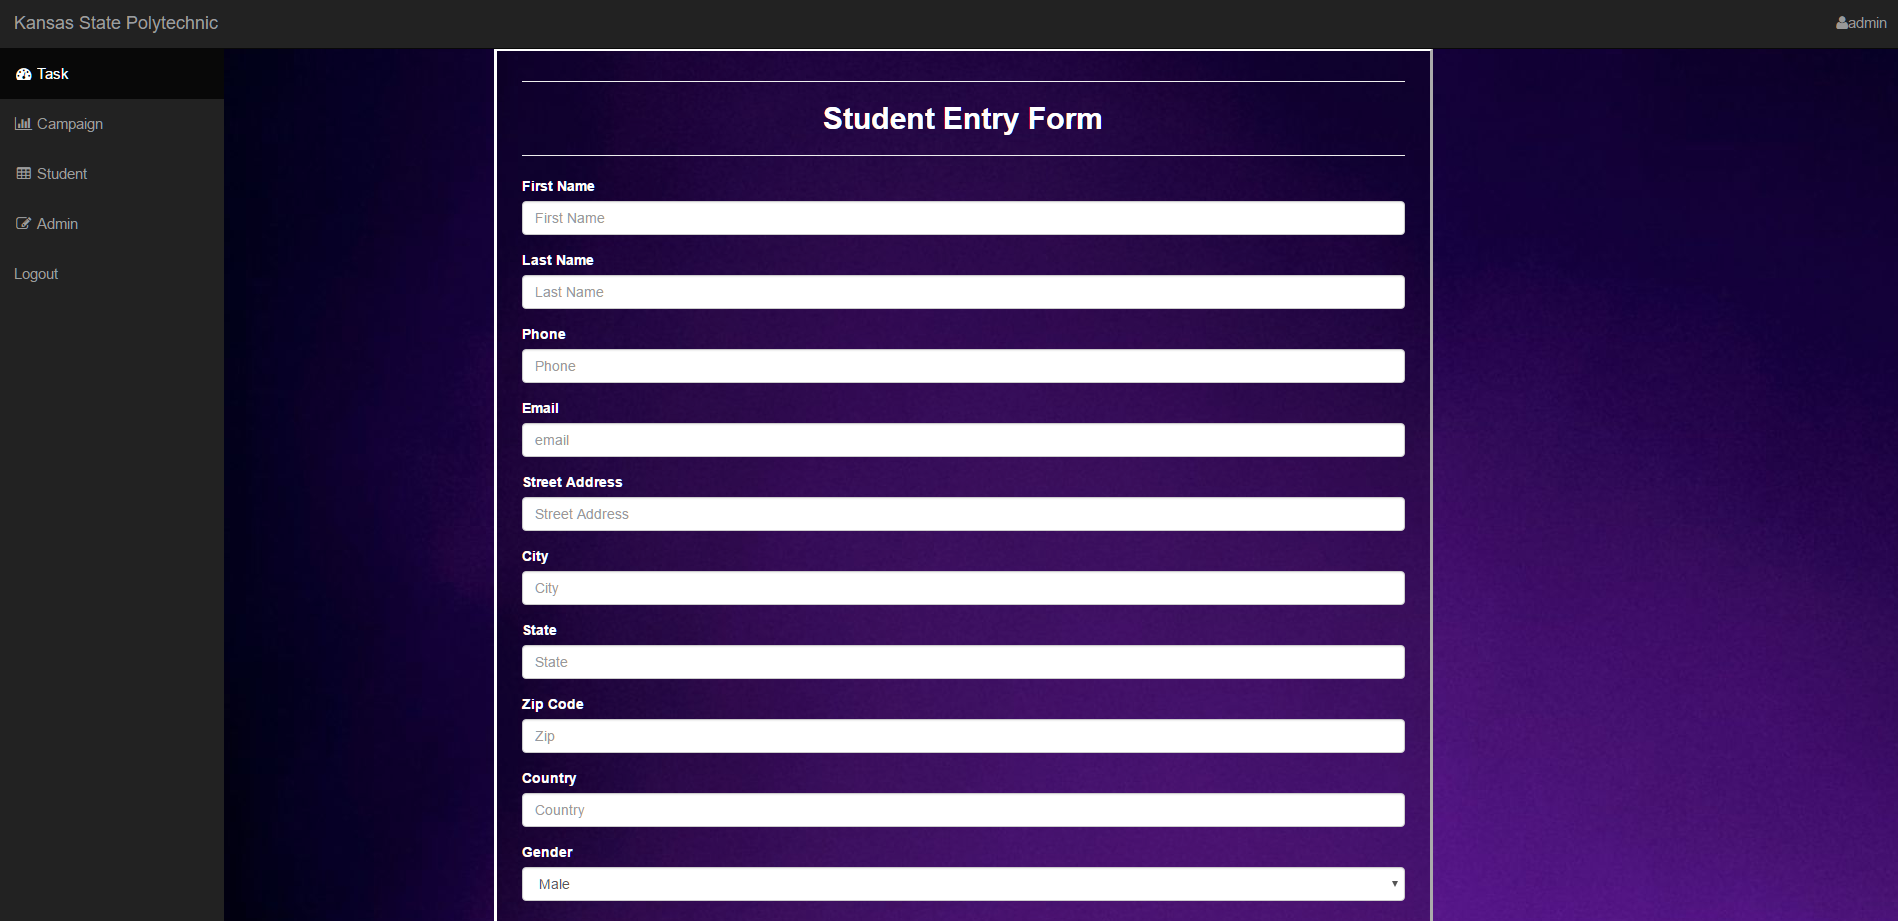 Kansas State Polytechnic
admin
Task
Campaign
Student
Admin
Logout
Student Entry Form
First Name
First Name
Last Name
Last Name
Phone
Phone
Email
email
Street Address
Street Address
City
City
State
State
Zip Code
Zip
Country
Country
Gender
Male